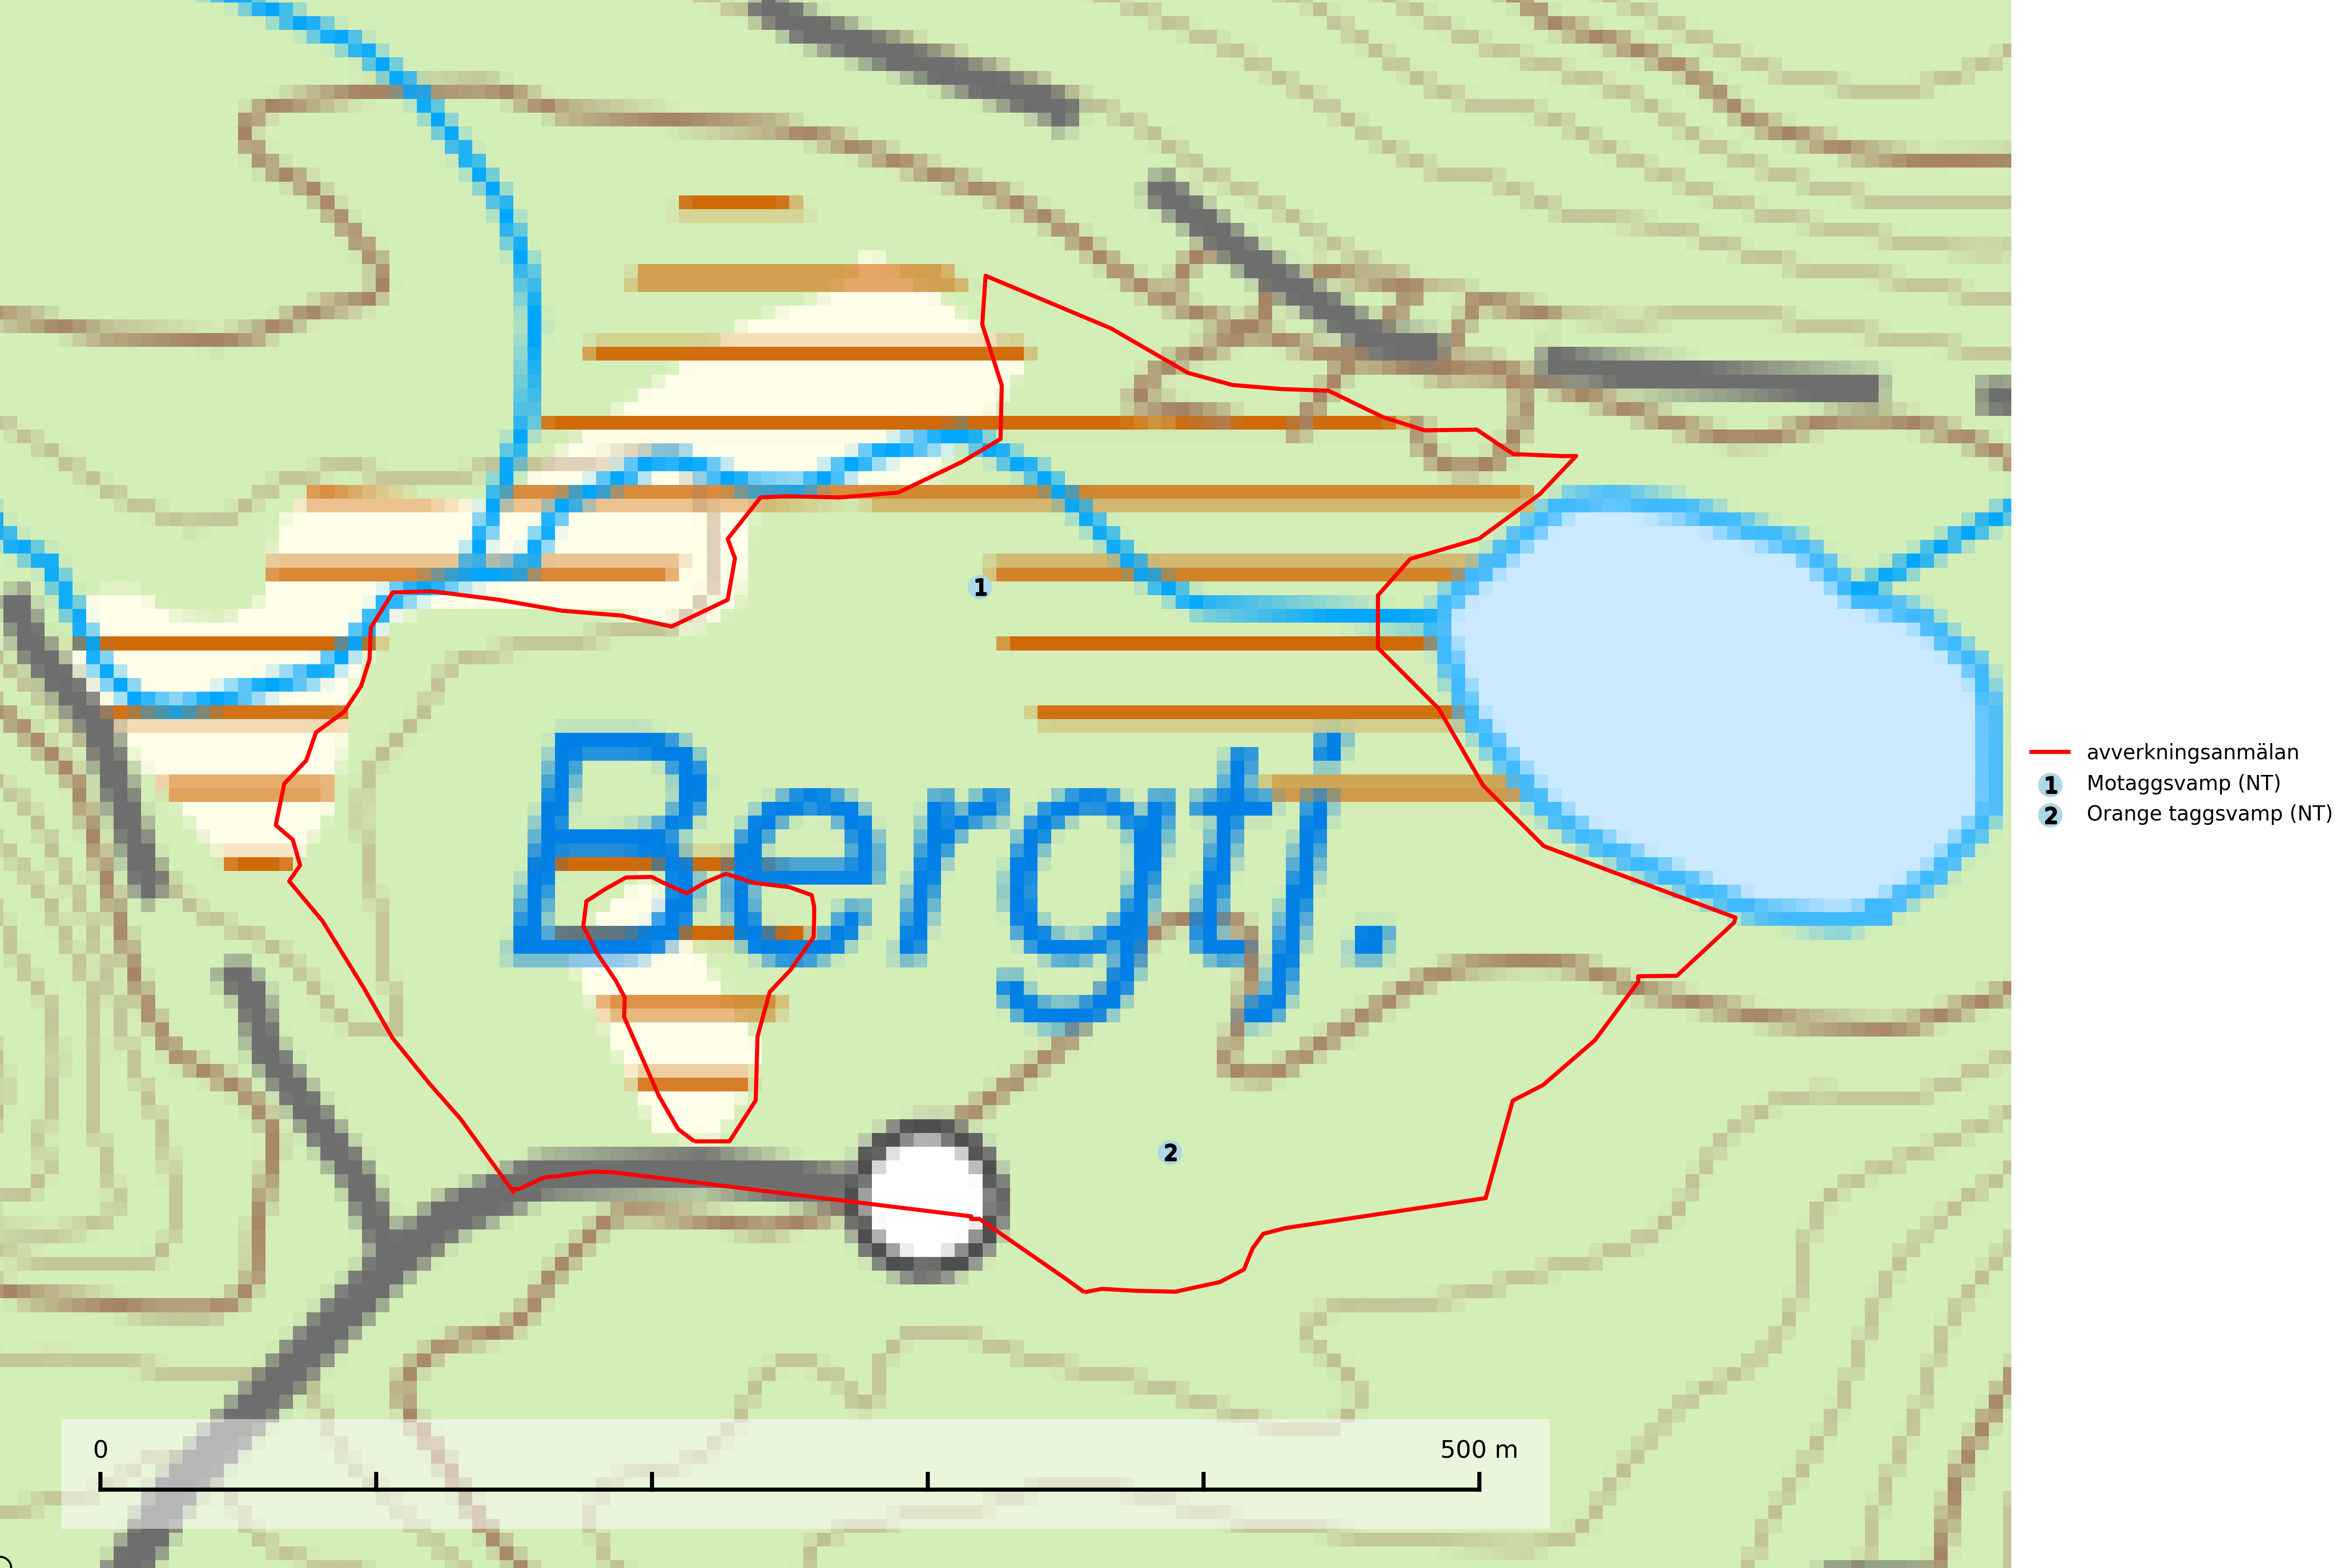 1
Bergtj.
2
0 500 m
avverkningsanmälan
1 Motaggsvamp (NT)
2 Orange taggsvamp (NT)